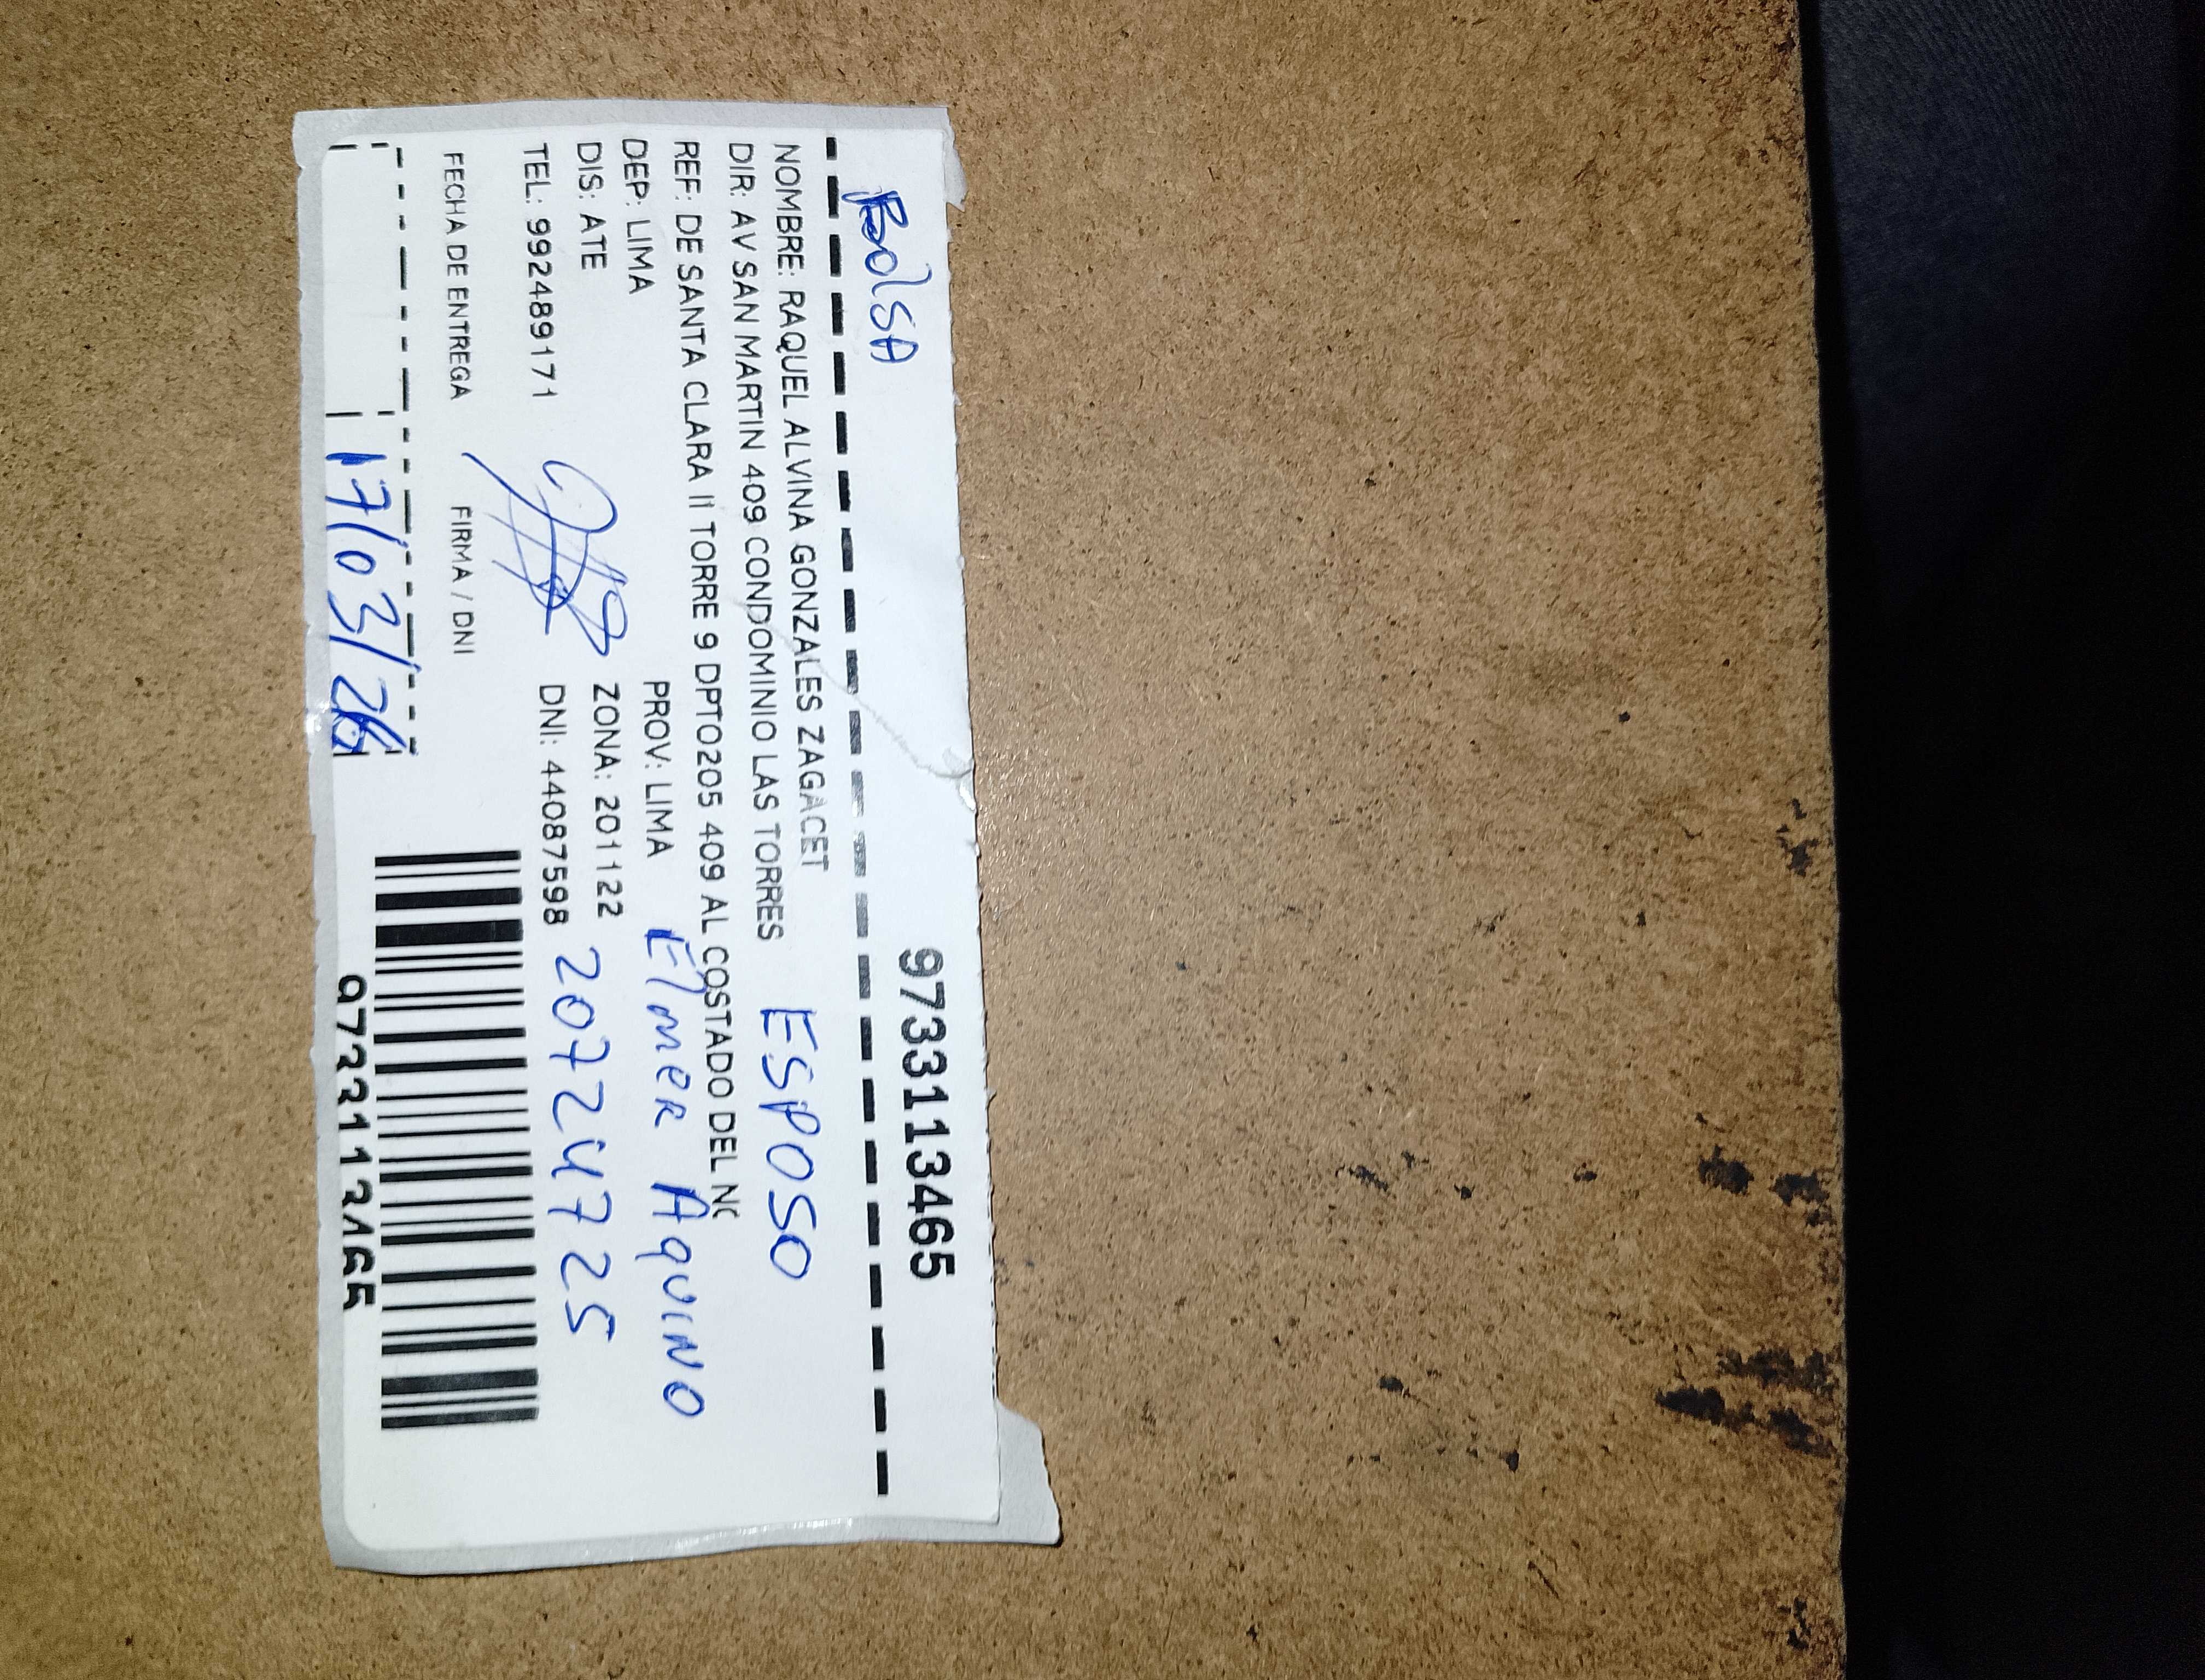 BOLSA 9733113465
NOMBRE: RAQUEL ALVINA GONZALES ZAGACET
DIR: AV SAN MARTIN 409 CONDOMINIO LAS TORRES ESPOSO
REF: DE SANTA CLARA II TORRE 9 DPTO205 409 AL COSTADO DEL NC
DEP: LIMA PROV: LIMA Elmer Aquino
DIS: ATE ZONA: 201122
TEL: 992489171 DNI: 44087598 20724725
FECHA DE ENTREGA FIRMA / DNI
17/03/26
9733113465